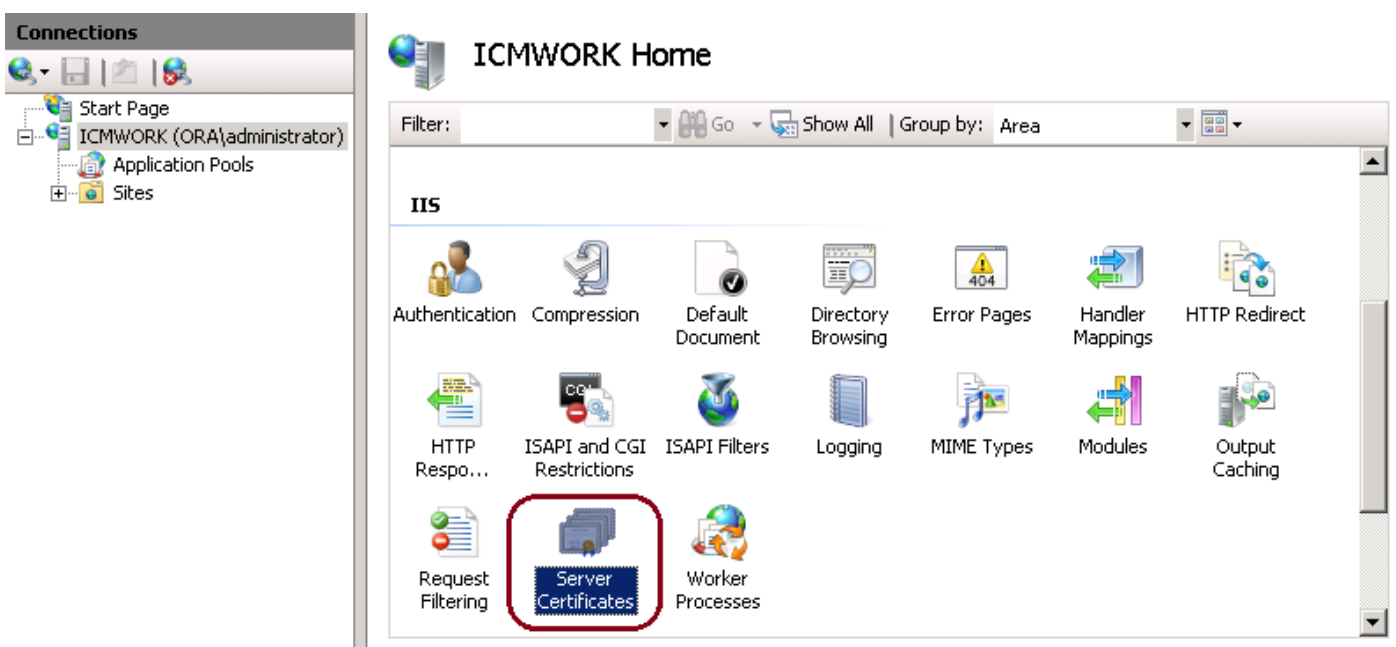 Connections
Start Page
ICMWORK (ORA\administrator)
Application Pools
Sites
ICMWORK Home
Filter: Go Show All Group by: Area
IIS
Authentication Compression Default Document Directory Browsing Error Pages Handler Mappings HTTP Redirect
404
CGI
HTTP Respo... ISAPI and CGI Restrictions ISAPI Filters Logging MIME Types Modules Output Caching
Request Filtering Server Certificates Worker Processes